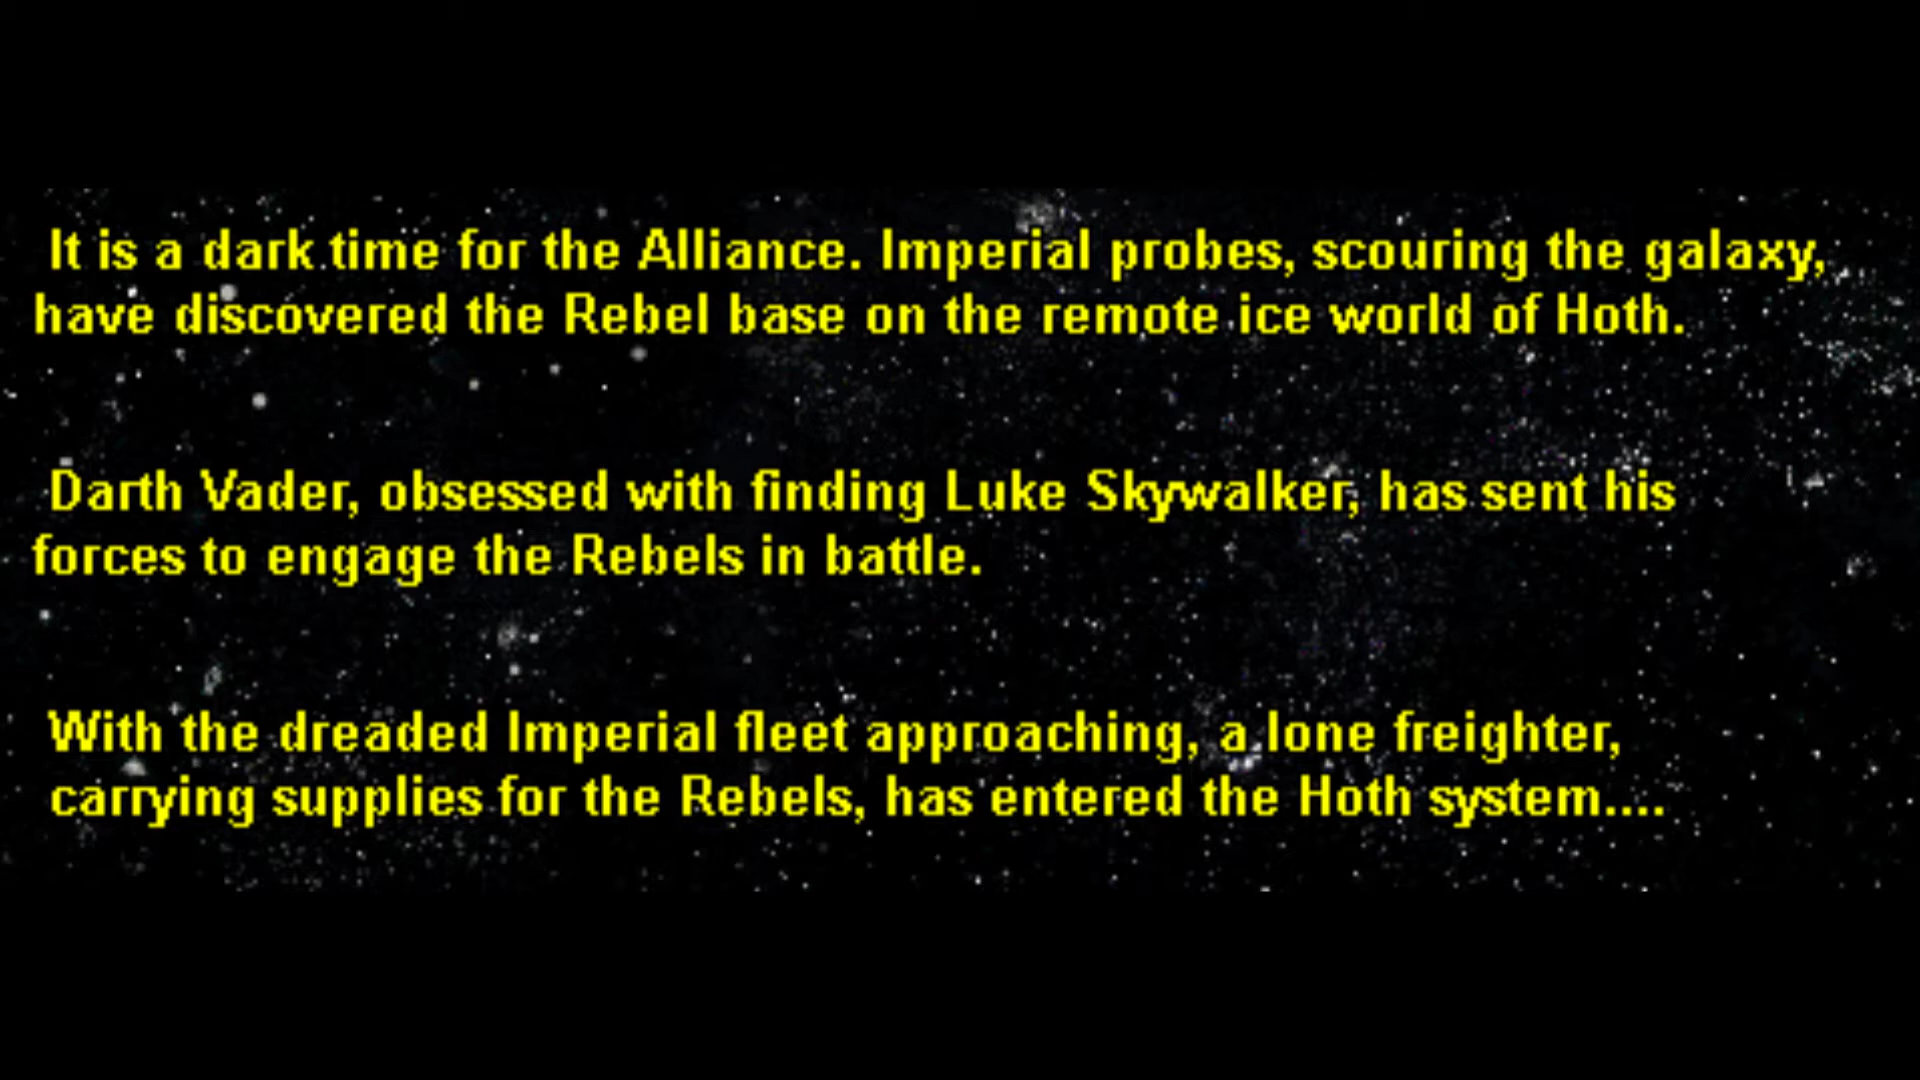 It is a dark time for the Alliance. Imperial probes, scouring the galaxy,
have discovered the Rebel base on the remote ice world of Hoth.
Darth Vader, obsessed with finding Luke Skywalker, has sent his
forces to engage the Rebels in battle.
With the dreaded Imperial fleet approaching, a lone freighter,
carrying supplies for the Rebels, has entered the Hoth system....